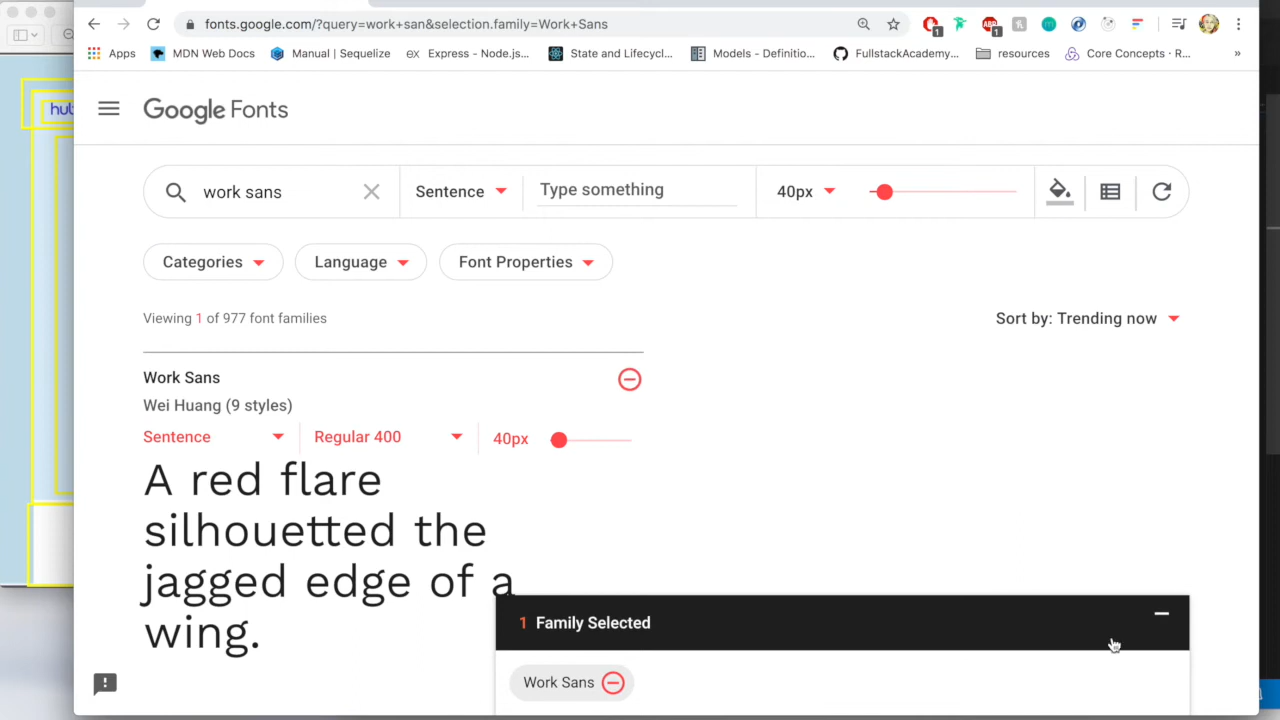 fonts.google.com/?query=work+san&selection.family=Work+Sans
Apps MDN Web Docs Manual | Sequelize ex Express - Node.js... State and Lifecycl... Models - Definitio... FullstackAcademy... resources Core Concepts - R... »
hub
Google Fonts
work sans Sentence Type something 40px
Categories Language Font Properties
Viewing 1 of 977 font families Sort by: Trending now
Work Sans
Wei Huang (9 styles)
Sentence Regular 400 40px
A red flare
silhouetted the
jagged edge of a
wing.
1 Family Selected
Work Sans